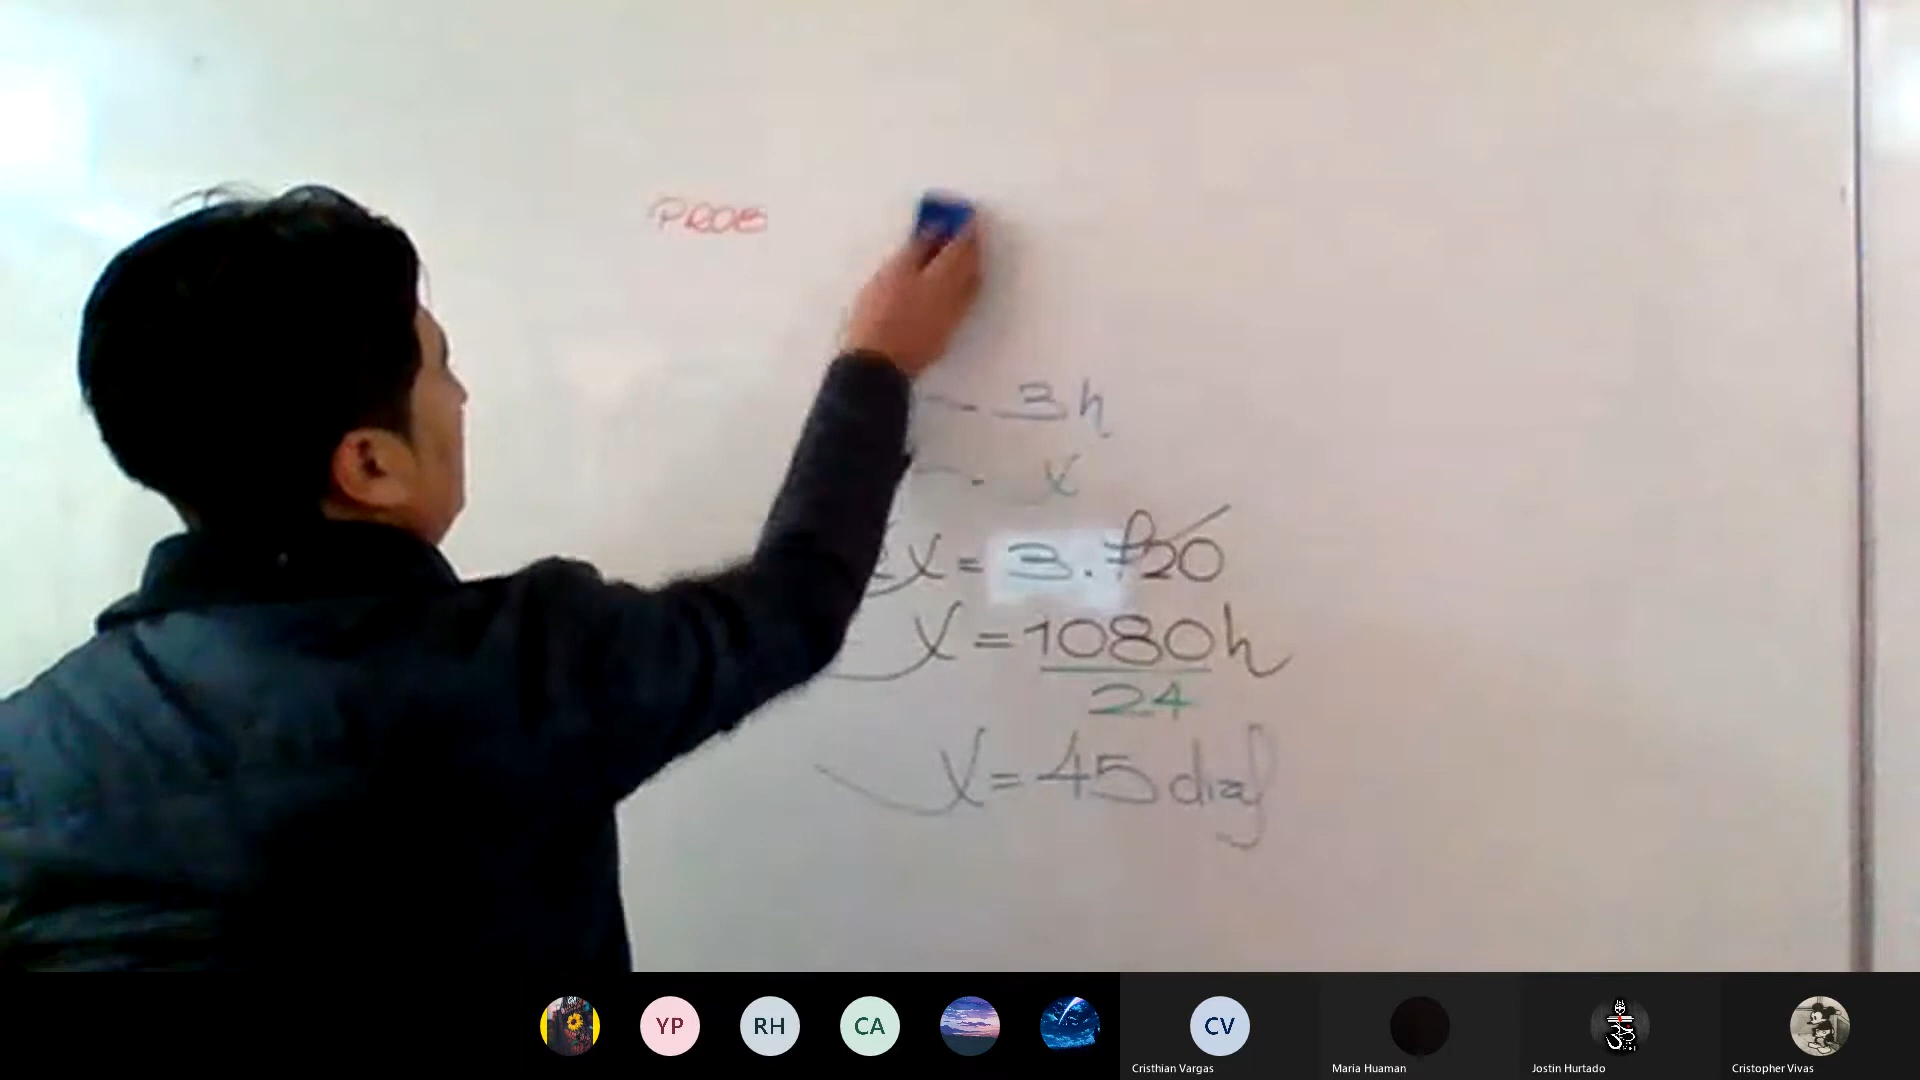 PROB
3h
X
X = 3.720
X = 1080h
24
X = 45 dias
YP RH CA CV
Cristhian Vargas Maria Huaman Jostin Hurtado Cristopher Vivas